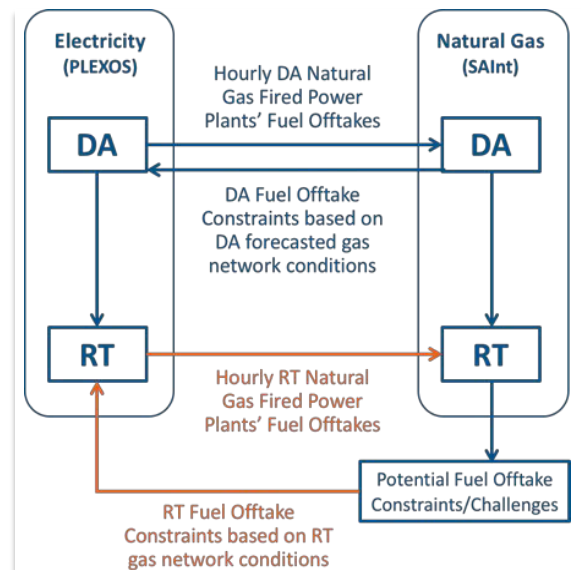 Electricity
(PLEXOS)
Natural Gas
(SAInt)
Hourly DA Natural
Gas Fired Power
Plants' Fuel Offtakes
DA
DA
DA Fuel Offtake
Constraints based on
DA forecasted gas
network conditions
RT
RT
Hourly RT Natural
Gas Fired Power
Plants' Fuel Offtakes
Potential Fuel Offtake
Constraints/Challenges
RT Fuel Offtake
Constraints based on RT
gas network conditions